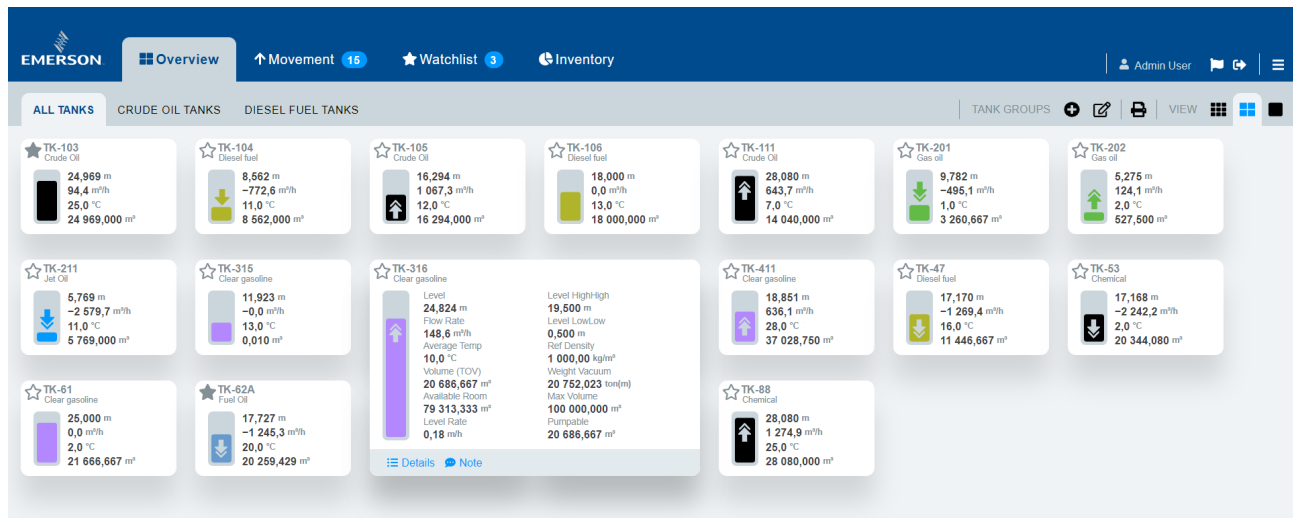 EMERSON
Overview
Movement 15
Watchlist 3
Inventory
Admin User
ALL TANKS
CRUDE OIL TANKS
DIESEL FUEL TANKS
TANK GROUPS
VIEW
TK-103
Crude Oil
24,969 m
94,4 m³/h
25,0 °C
24 969,000 m³
TK-104
Diesel fuel
8,562 m
−772,6 m³/h
11,0 °C
8 562,000 m³
TK-105
Crude Oil
16,294 m
1 067,3 m³/h
12,0 °C
16 294,000 m³
TK-106
Diesel fuel
18,000 m
0,0 m³/h
13,0 °C
18 000,000 m³
TK-111
Crude Oil
28,080 m
643,7 m³/h
7,0 °C
14 040,000 m³
TK-201
Gas oil
9,782 m
−495,1 m³/h
1,0 °C
3 260,667 m³
TK-202
Gas oil
5,275 m
124,1 m³/h
2,0 °C
527,500 m³
TK-211
Jet Oil
5,769 m
−2 579,7 m³/h
11,0 °C
5 769,000 m³
TK-315
Clear gasoline
11,923 m
−0,0 m³/h
13,0 °C
0,010 m³
TK-316
Clear gasoline
Level
24,824 m
Flow Rate
148,6 m³/h
Average Temp
10,0 °C
Volume (TOV)
20 686,667 m³
Available Room
79 313,333 m³
Level Rate
0,18 m/h
Level HighHigh
19,500 m
Level LowLow
0,500 m
Ref Density
1 000,00 kg/m³
Weight Vacuum
20 752,023 ton(m)
Max Volume
100 000,000 m³
Pumpable
20 686,667 m³
Details
Note
TK-411
Clear gasoline
18,851 m
636,1 m³/h
28,0 °C
37 028,750 m³
TK-47
Diesel fuel
17,170 m
−1 269,4 m³/h
16,0 °C
11 446,667 m³
TK-53
Chemical
17,168 m
−2 242,2 m³/h
2,0 °C
20 344,080 m³
TK-61
Clear gasoline
25,000 m
0,0 m³/h
2,0 °C
21 666,667 m³
TK-62A
Fuel Oil
17,727 m
−1 245,3 m³/h
20,0 °C
20 259,429 m³
TK-88
Chemical
28,080 m
1 274,9 m³/h
25,0 °C
28 080,000 m³